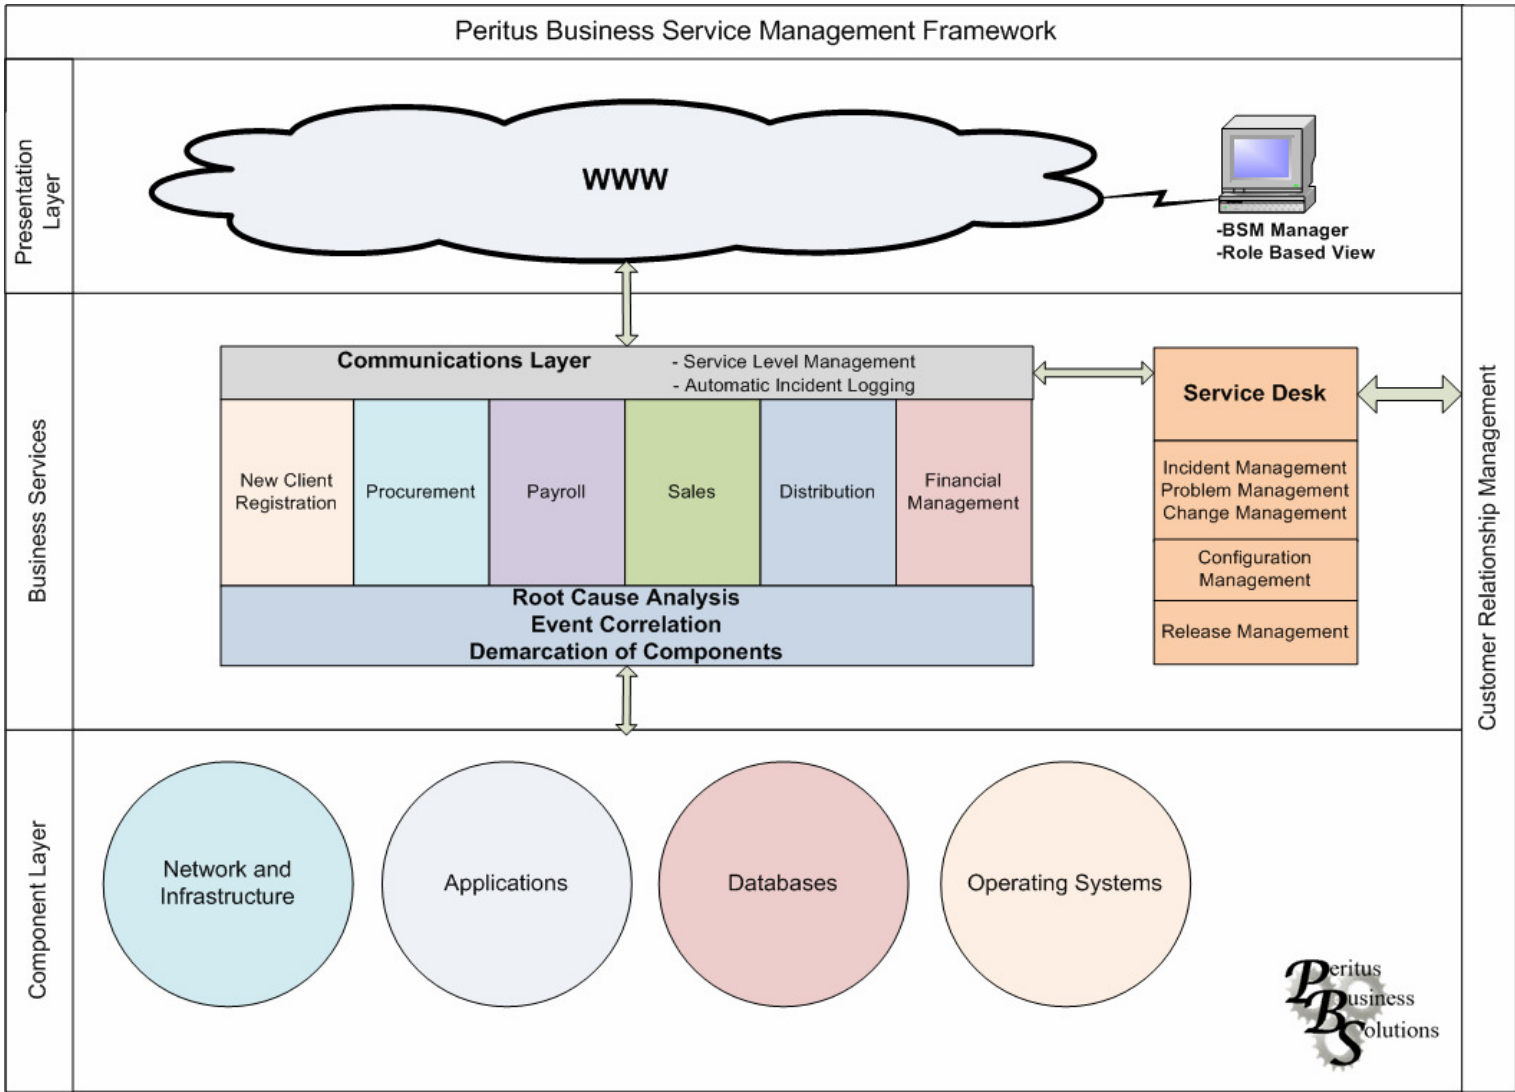 Peritus Business Service Management Framework
Presentation
Layer
WWW
-BSM Manager
-Role Based View
Business Services
Communications Layer
- Service Level Management
- Automatic Incident Logging
New Client
Registration
Procurement
Payroll
Sales
Distribution
Financial
Management
Root Cause Analysis
Event Correlation
Demarcation of Components
Service Desk
Incident Management
Problem Management
Change Management
Configuration
Management
Release Management
Customer Relationship Management
Component Layer
Network and
Infrastructure
Applications
Databases
Operating Systems
Peritus
Business
Solutions